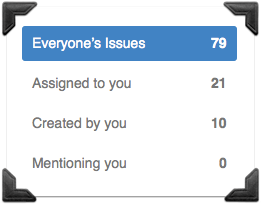 Everyone's Issues 79
Assigned to you 21
Created by you 10
Mentioning you 0